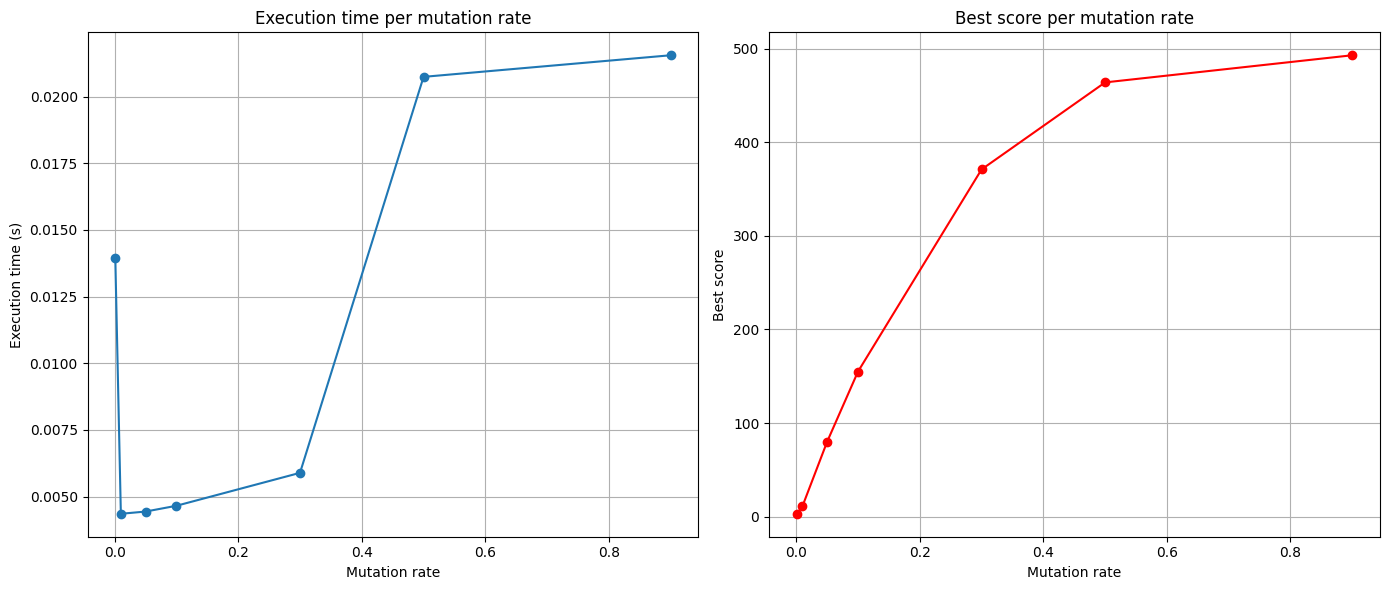 Execution time per mutation rate
Execution time (s)
0.0200
0.0175
0.0150
0.0125
0.0100
0.0075
0.0050
0.0 0.2 0.4 0.6 0.8
Mutation rate
Best score per mutation rate
Best score
500
400
300
200
100
0
0.0 0.2 0.4 0.6 0.8
Mutation rate